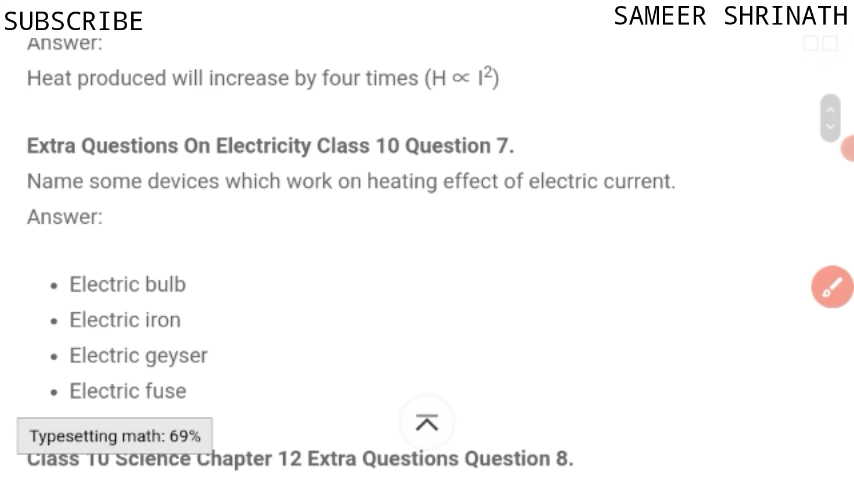 SUBSCRIBE
SAMEER SHRINATH
Answer:
Heat produced will increase by four times (H ∝ I²)
Extra Questions On Electricity Class 10 Question 7.
Name some devices which work on heating effect of electric current.
Answer:
• Electric bulb
• Electric iron
• Electric geyser
• Electric fuse
Typesetting math: 69%
Class 10 Science Chapter 12 Extra Questions Question 8.